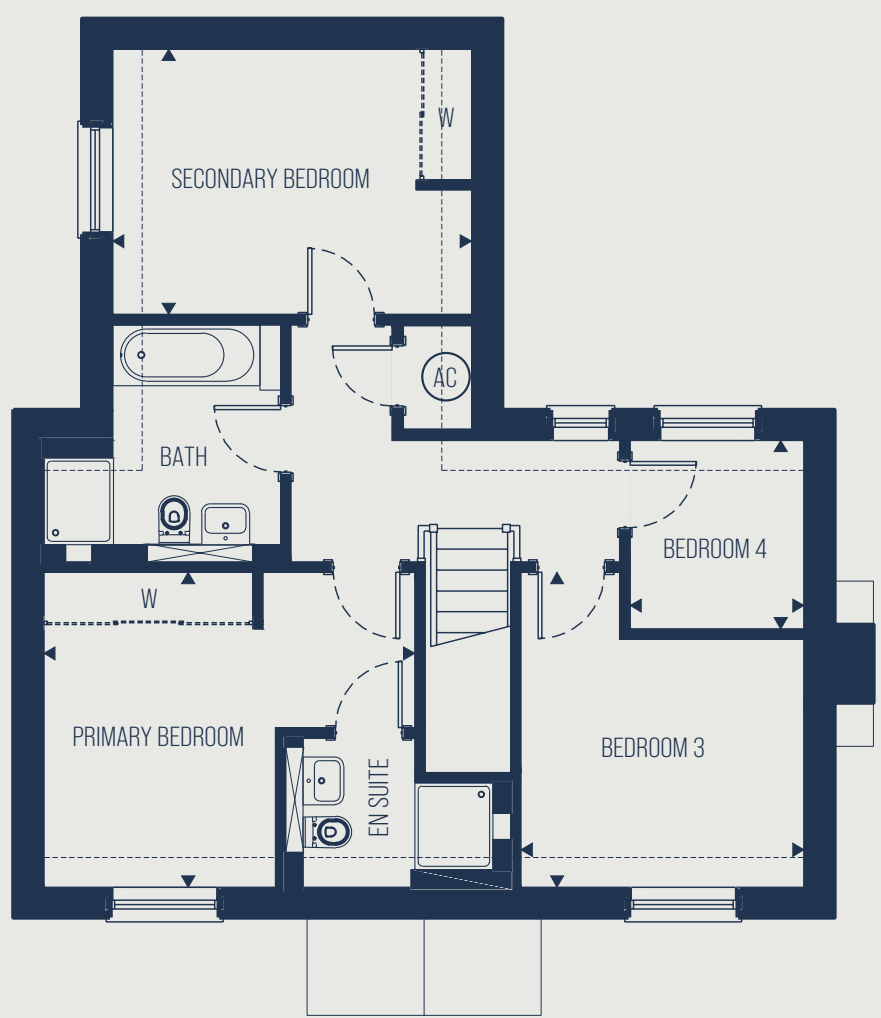 W
SECONDARY BEDROOM
AC
BATH
BEDROOM 4
W
PRIMARY BEDROOM
BEDROOM 3
EN SUITE